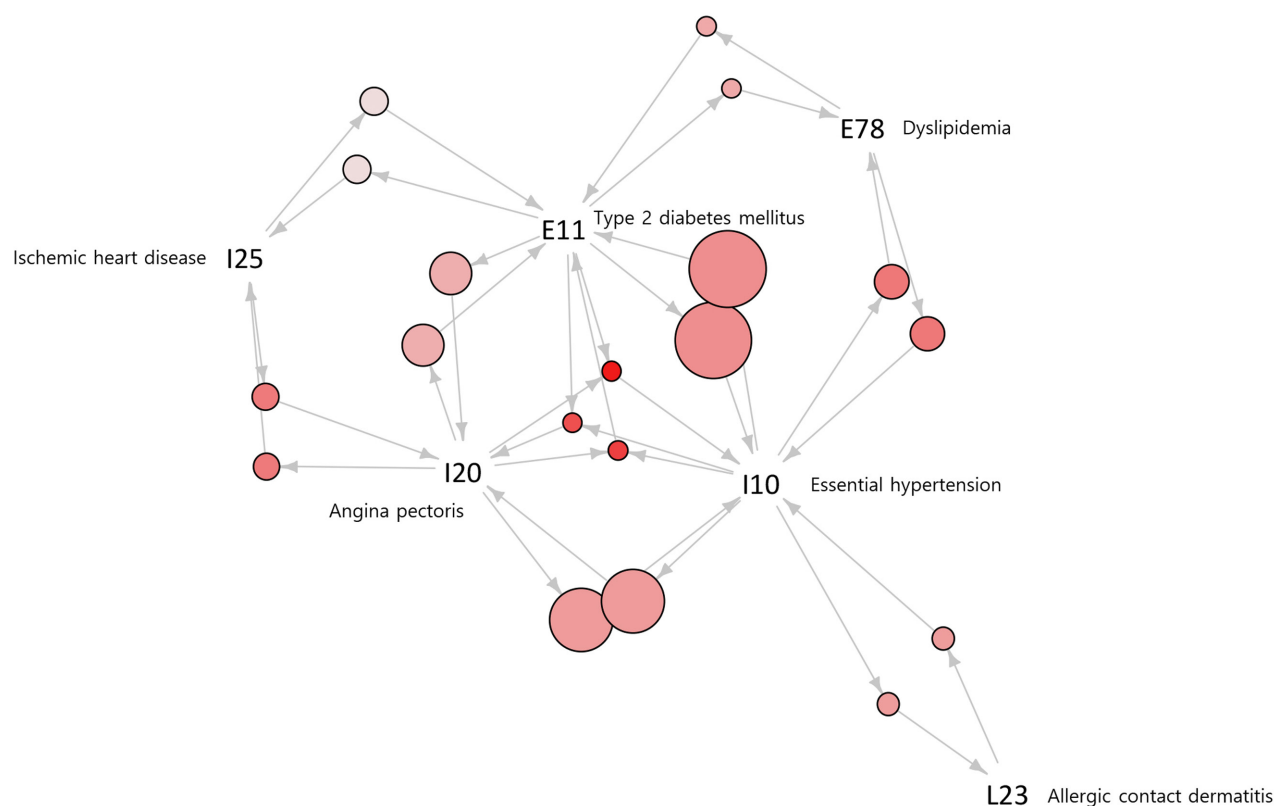 E78 Dyslipidemia
Type 2 diabetes mellitus
E11
Ischemic heart disease I25
I20
Angina pectoris
I10 Essential hypertension
L23 Allergic contact dermatitis